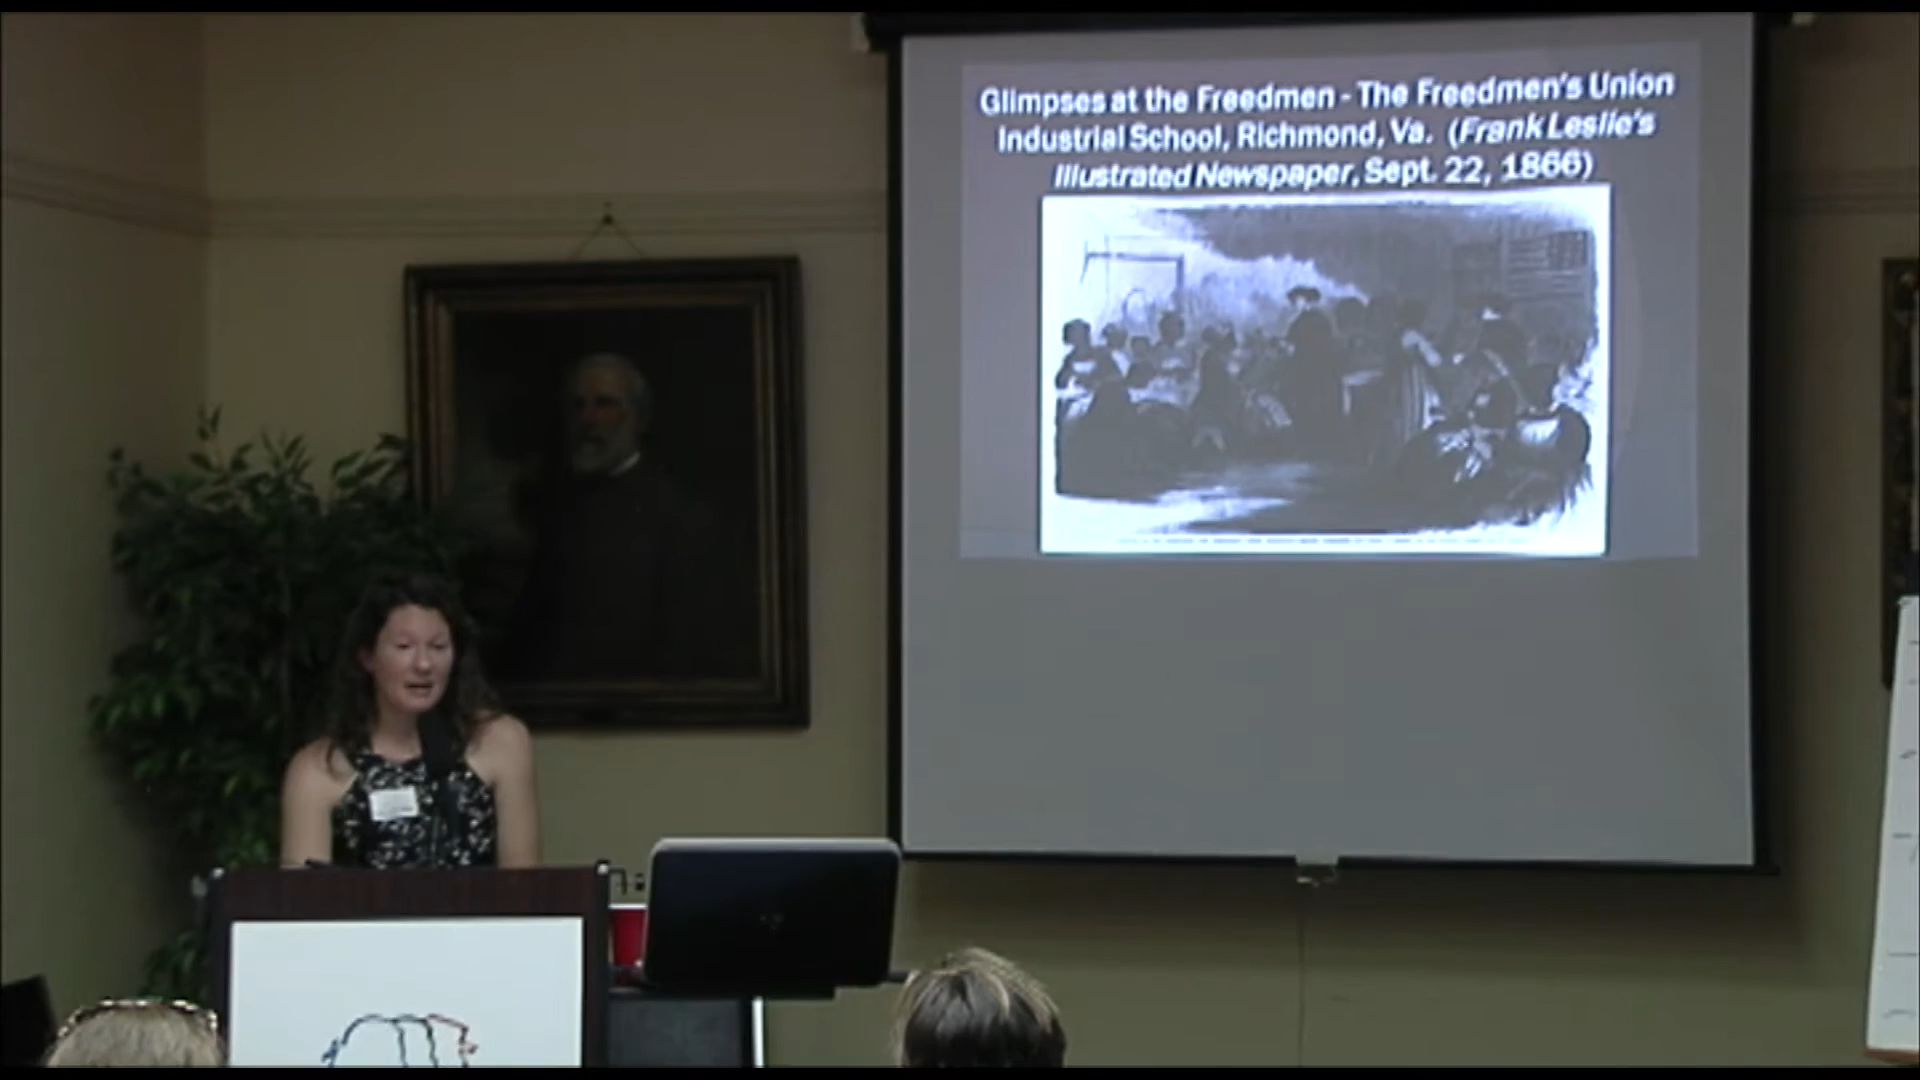 Glimpses at the Freedmen - The Freedmen's Union
Industrial School, Richmond, Va. (Frank Leslie's
Illustrated Newspaper, Sept. 22, 1866)